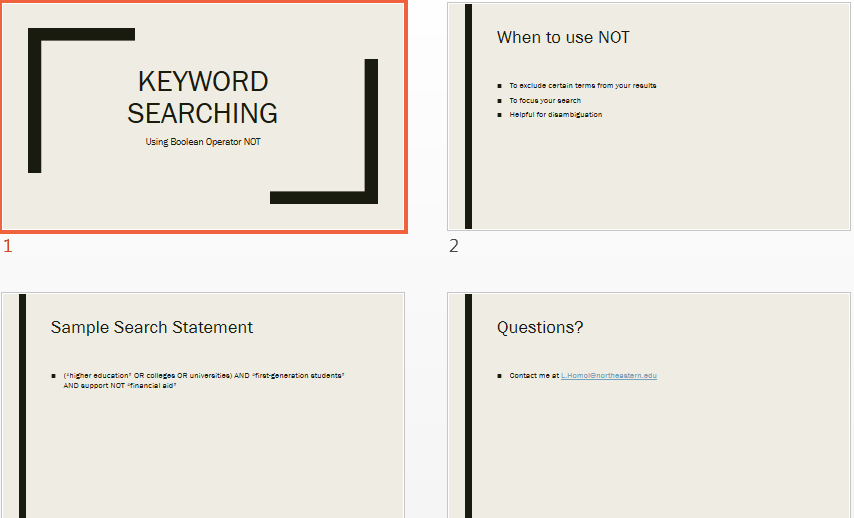 KEYWORD
SEARCHING
Using Boolean Operator NOT
1
When to use NOT
■ To exclude certain terms from your results
■ To focus your search
■ Helpful for disambiguation
2
Sample Search Statement
■ (“higher education” OR colleges OR universities) AND “first-generation students”
AND support NOT “financial aid”
Questions?
■ Contact me at L.Homol@northeastern.edu